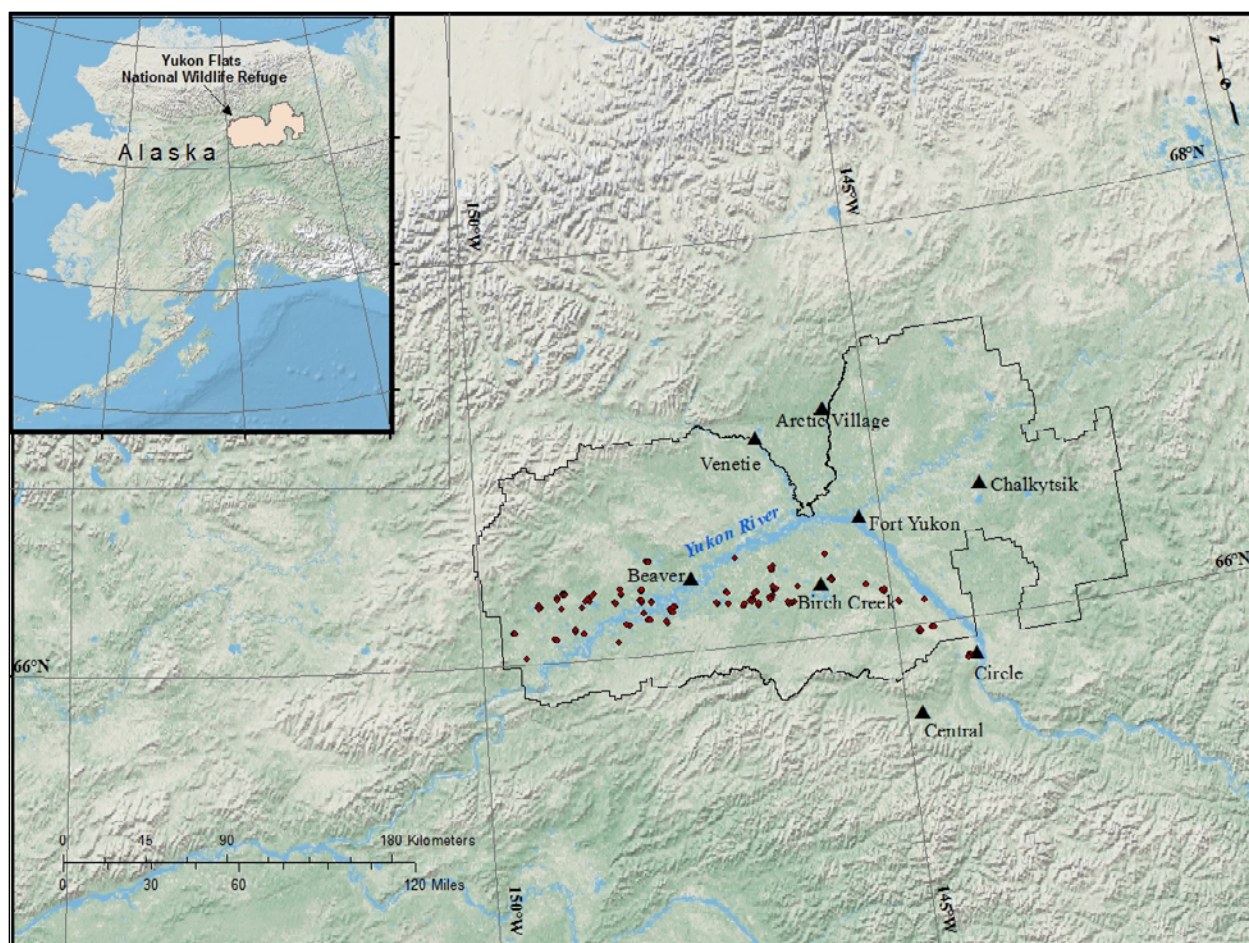 Yukon Flats
National Wildlife Refuge
Alaska
N
68°N
145°W
150°W
Arctic Village
Venetie
Chalkytsik
Yukon River
Fort Yukon
66°N
Beaver
Birch Creek
66°N
Circle
Central
0 45 90 180 Kilometers
0 30 60 120 Miles
150°W
145°W